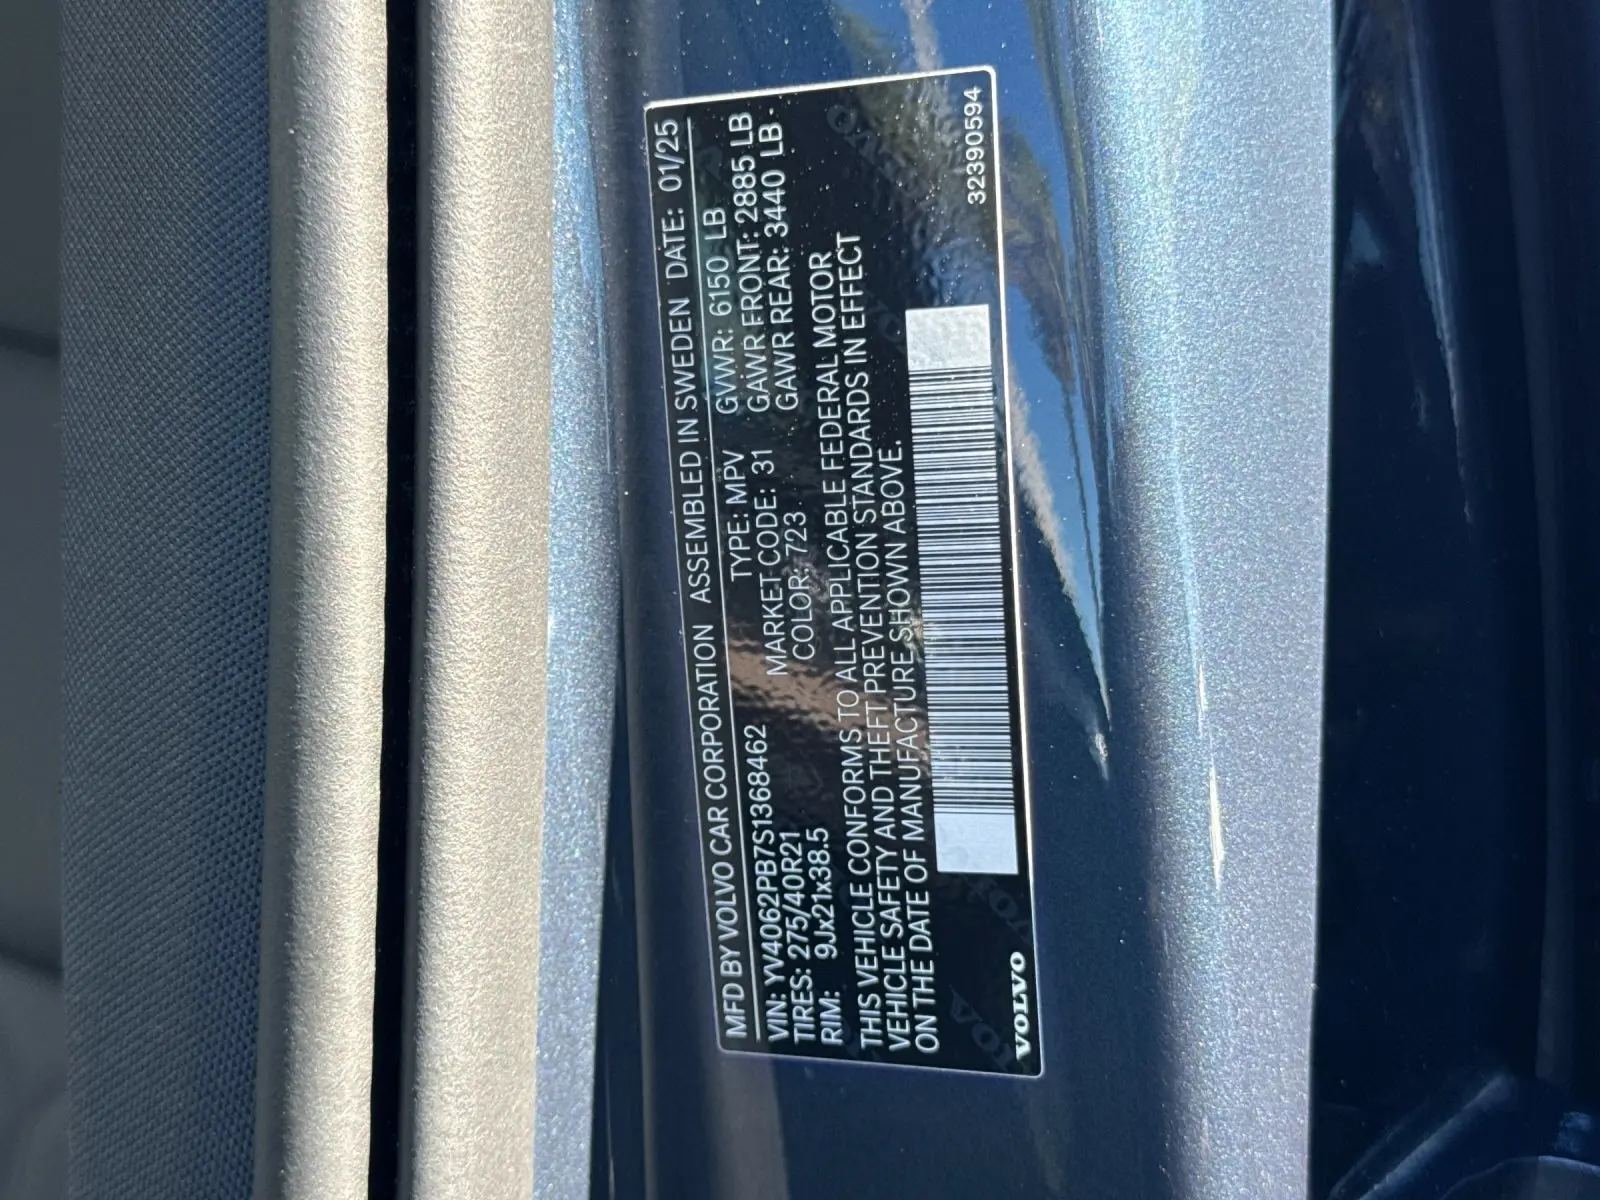 MFD BY VOLVO CAR CORPORATION ASSEMBLED IN SWEDEN DATE: 01/25
VIN: YV4062PB7S1368462 TYPE: MPV GVWR: 6150 LB
TIRES: 275/40R21 MARKET CODE: 31 GAWR FRONT: 2885 LB
RIM: 9Jx21x38.5 COLOR: 723 GAWR REAR: 3440 LB
THIS VEHICLE CONFORMS TO ALL APPLICABLE FEDERAL MOTOR
VEHICLE SAFETY AND THEFT PREVENTION STANDARDS IN EFFECT
ON THE DATE OF MANUFACTURE SHOWN ABOVE.
VOLVO 32390594